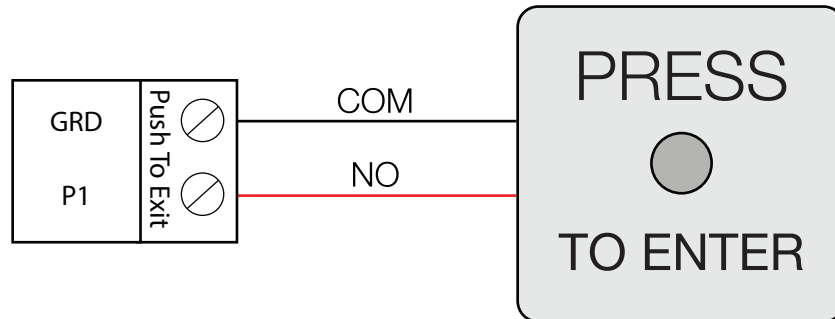 GRD
P1
Push To Exit
COM
NO
PRESS
TO ENTER